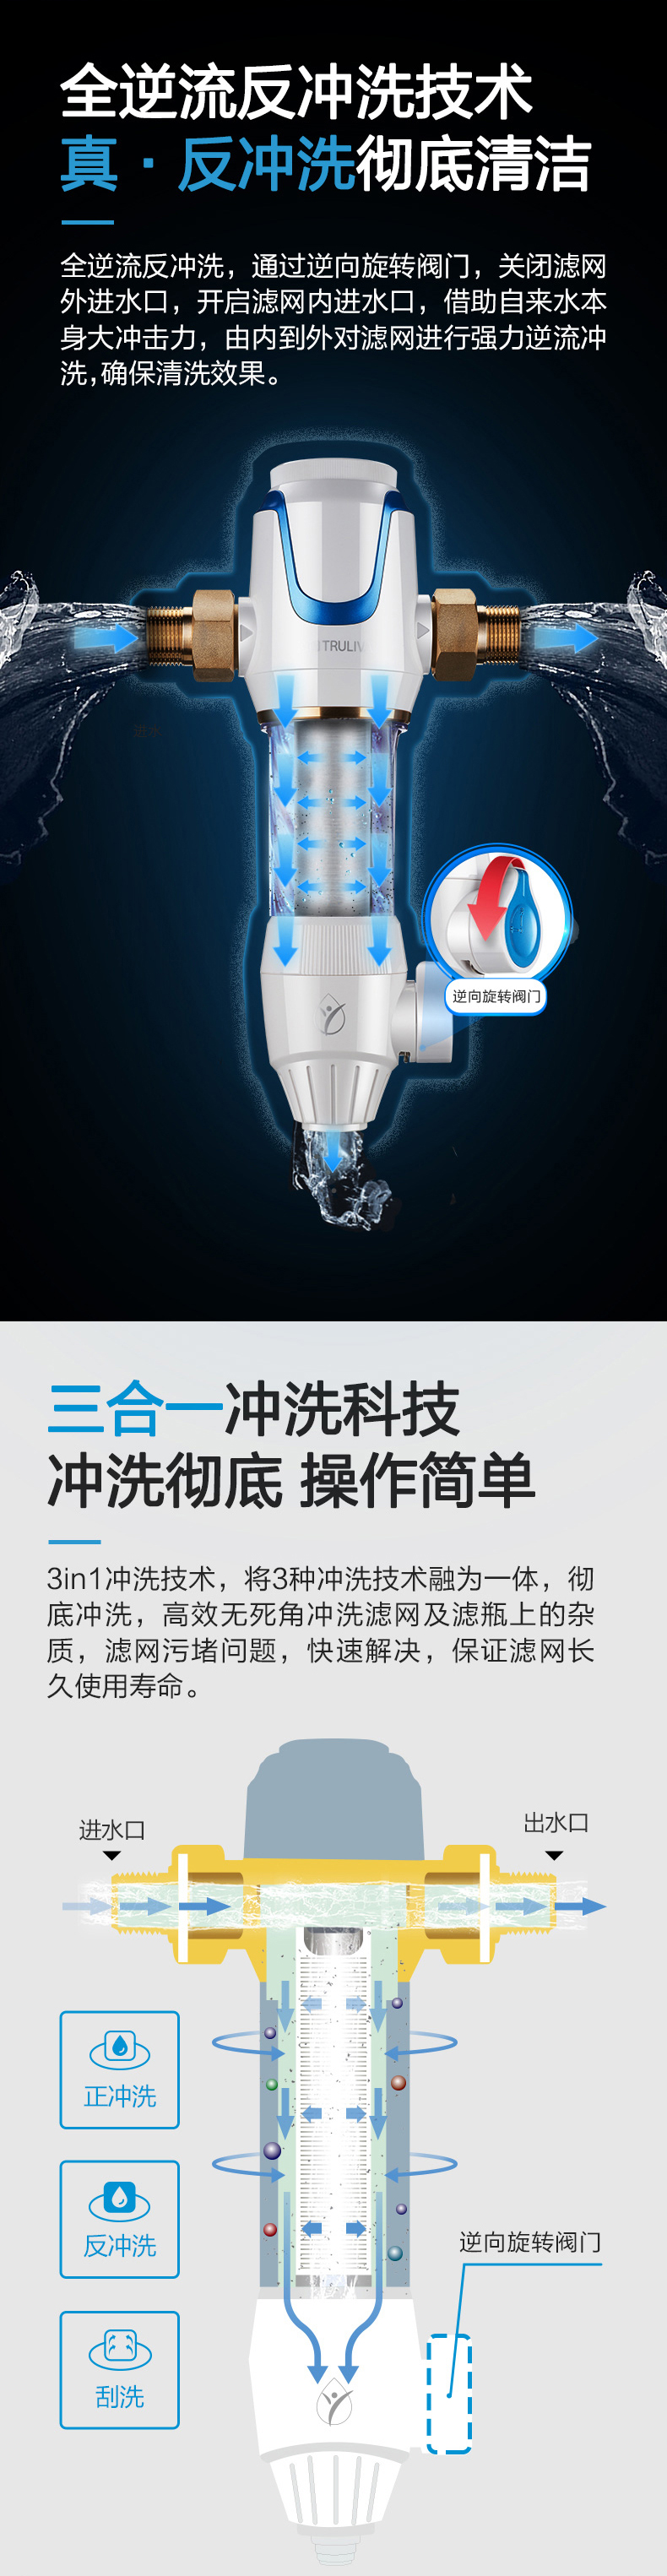 全逆流反冲洗技术
真·反冲洗彻底清洁
全逆流反冲洗，通过逆向旋转阀门，关闭滤网
外进水口，开启滤网内进水口，借助自来水本
身大冲击力，由内到外对滤网进行强力逆流冲
洗，确保清洗效果。
TRULIV
进水
逆向旋转阀门
三合一冲洗科技
冲洗彻底 操作简单
3in1冲洗技术，将3种冲洗技术融为一体，彻
底冲洗，高效无死角冲洗滤网及滤瓶上的杂
质，滤网污堵问题，快速解决，保证滤网长
久使用寿命。
进水口
出水口
正冲洗
反冲洗
逆向旋转阀门
刮洗